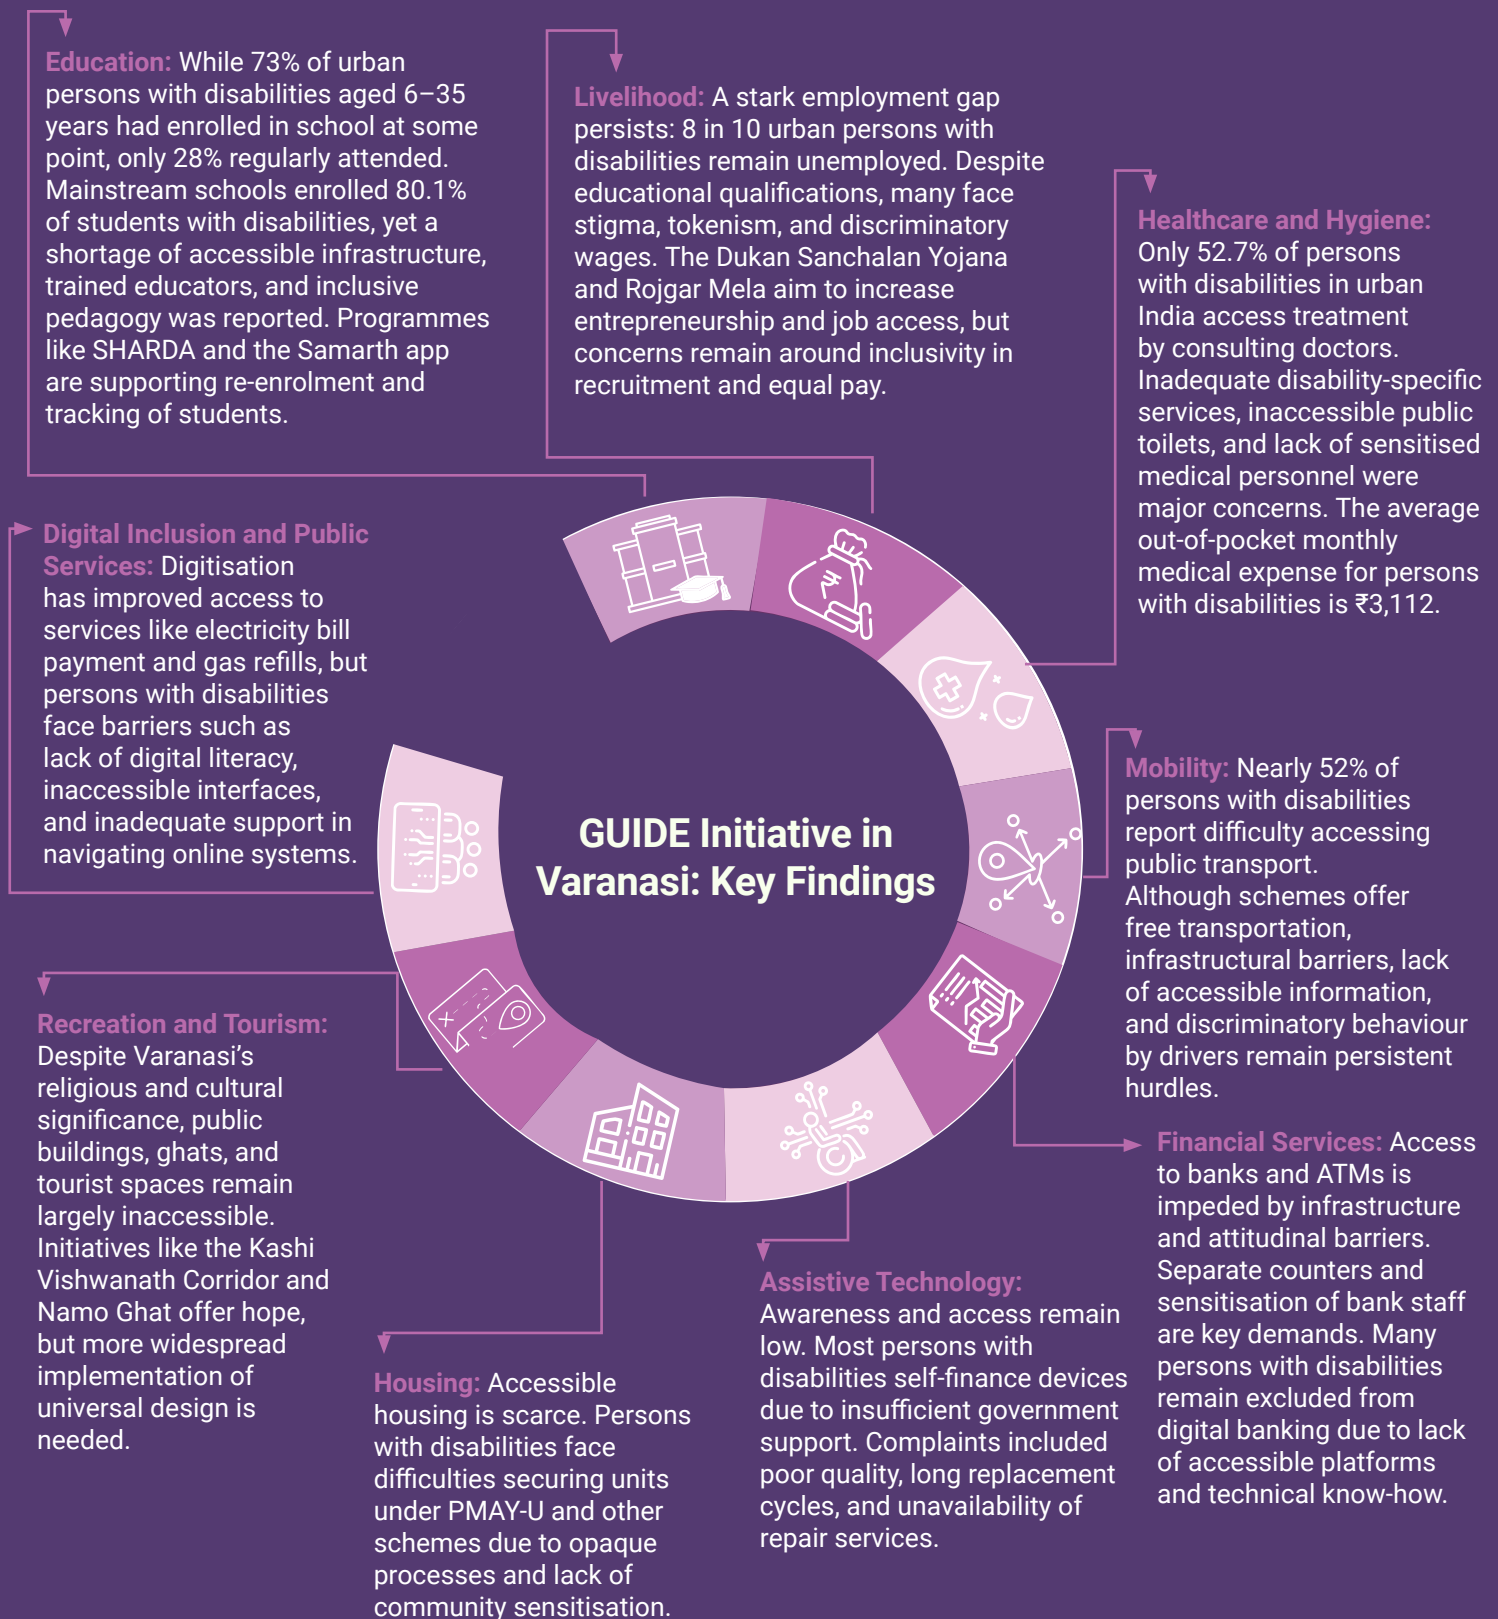 Education: While 73% of urban
persons with disabilities aged 6–35
years had enrolled in school at some
point, only 28% regularly attended.
Mainstream schools enrolled 80.1%
of students with disabilities, yet a
shortage of accessible infrastructure,
trained educators, and inclusive
pedagogy was reported. Programmes
like SHARDA and the Samarth app
are supporting re-enrolment and
tracking of students.
Livelihood: A stark employment gap
persists: 8 in 10 urban persons with
disabilities remain unemployed. Despite
educational qualifications, many face
stigma, tokenism, and discriminatory
wages. The Dukan Sanchalan Yojana
and Rojgar Mela aim to increase
entrepreneurship and job access, but
concerns remain around inclusivity in
recruitment and equal pay.
Healthcare and Hygiene:
Only 52.7% of persons
with disabilities in urban
India access treatment
by consulting doctors.
Inadequate disability-specific
services, inaccessible public
toilets, and lack of sensitised
medical personnel were
major concerns. The average
out-of-pocket monthly
medical expense for persons
with disabilities is ₹3,112.
Mobility: Nearly 52% of
persons with disabilities
report difficulty accessing
public transport.
Although schemes offer
free transportation,
infrastructural barriers, lack
of accessible information,
and discriminatory behaviour
by drivers remain persistent
hurdles.
Financial Services: Access
to banks and ATMs is
impeded by infrastructure
and attitudinal barriers.
Separate counters and
sensitisation of bank staff
are key demands. Many
persons with disabilities
remain excluded from
digital banking due to lack
of accessible platforms
and technical know-how.
Assistive Technology:
Awareness and access remain
low. Most persons with
disabilities self-finance devices
due to insufficient government
support. Complaints included
poor quality, long replacement
cycles, and unavailability of
repair services.
Housing: Accessible
housing is scarce. Persons
with disabilities face
difficulties securing units
under PMAY-U and other
schemes due to opaque
processes and lack of
community sensitisation.
Recreation and Tourism:
Despite Varanasi's
religious and cultural
significance, public
buildings, ghats, and
tourist spaces remain
largely inaccessible.
Initiatives like the Kashi
Vishwanath Corridor and
Namo Ghat offer hope,
but more widespread
implementation of
universal design is
needed.
Digital Inclusion and Public
Services: Digitisation
has improved access to
services like electricity bill
payment and gas refills, but
persons with disabilities
face barriers such as
lack of digital literacy,
inaccessible interfaces,
and inadequate support in
navigating online systems.
GUIDE Initiative in
Varanasi: Key Findings
₹